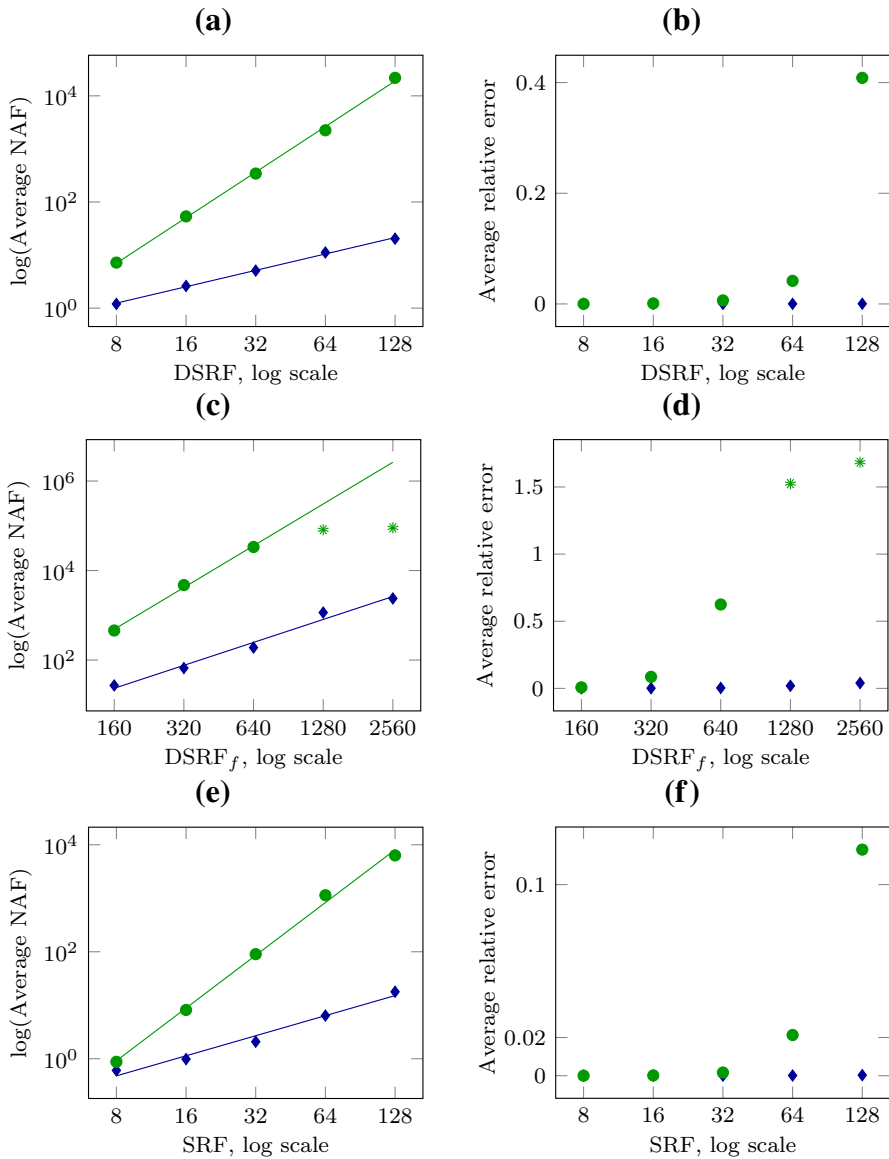 (a)
log(Average NAF)
10^4
10^2
10^0
8 16 32 64 128
DSRF, log scale
(b)
Average relative error
0.4
0.2
0
8 16 32 64 128
DSRF, log scale
(c)
log(Average NAF)
10^6
10^4
10^2
160 320 640 1280 2560
DSRF_f, log scale
(d)
Average relative error
1.5
1
0.5
0
160 320 640 1280 2560
DSRF_f, log scale
(e)
log(Average NAF)
10^4
10^2
10^0
8 16 32 64 128
SRF, log scale
(f)
Average relative error
0.1
0.02
0
8 16 32 64 128
SRF, log scale